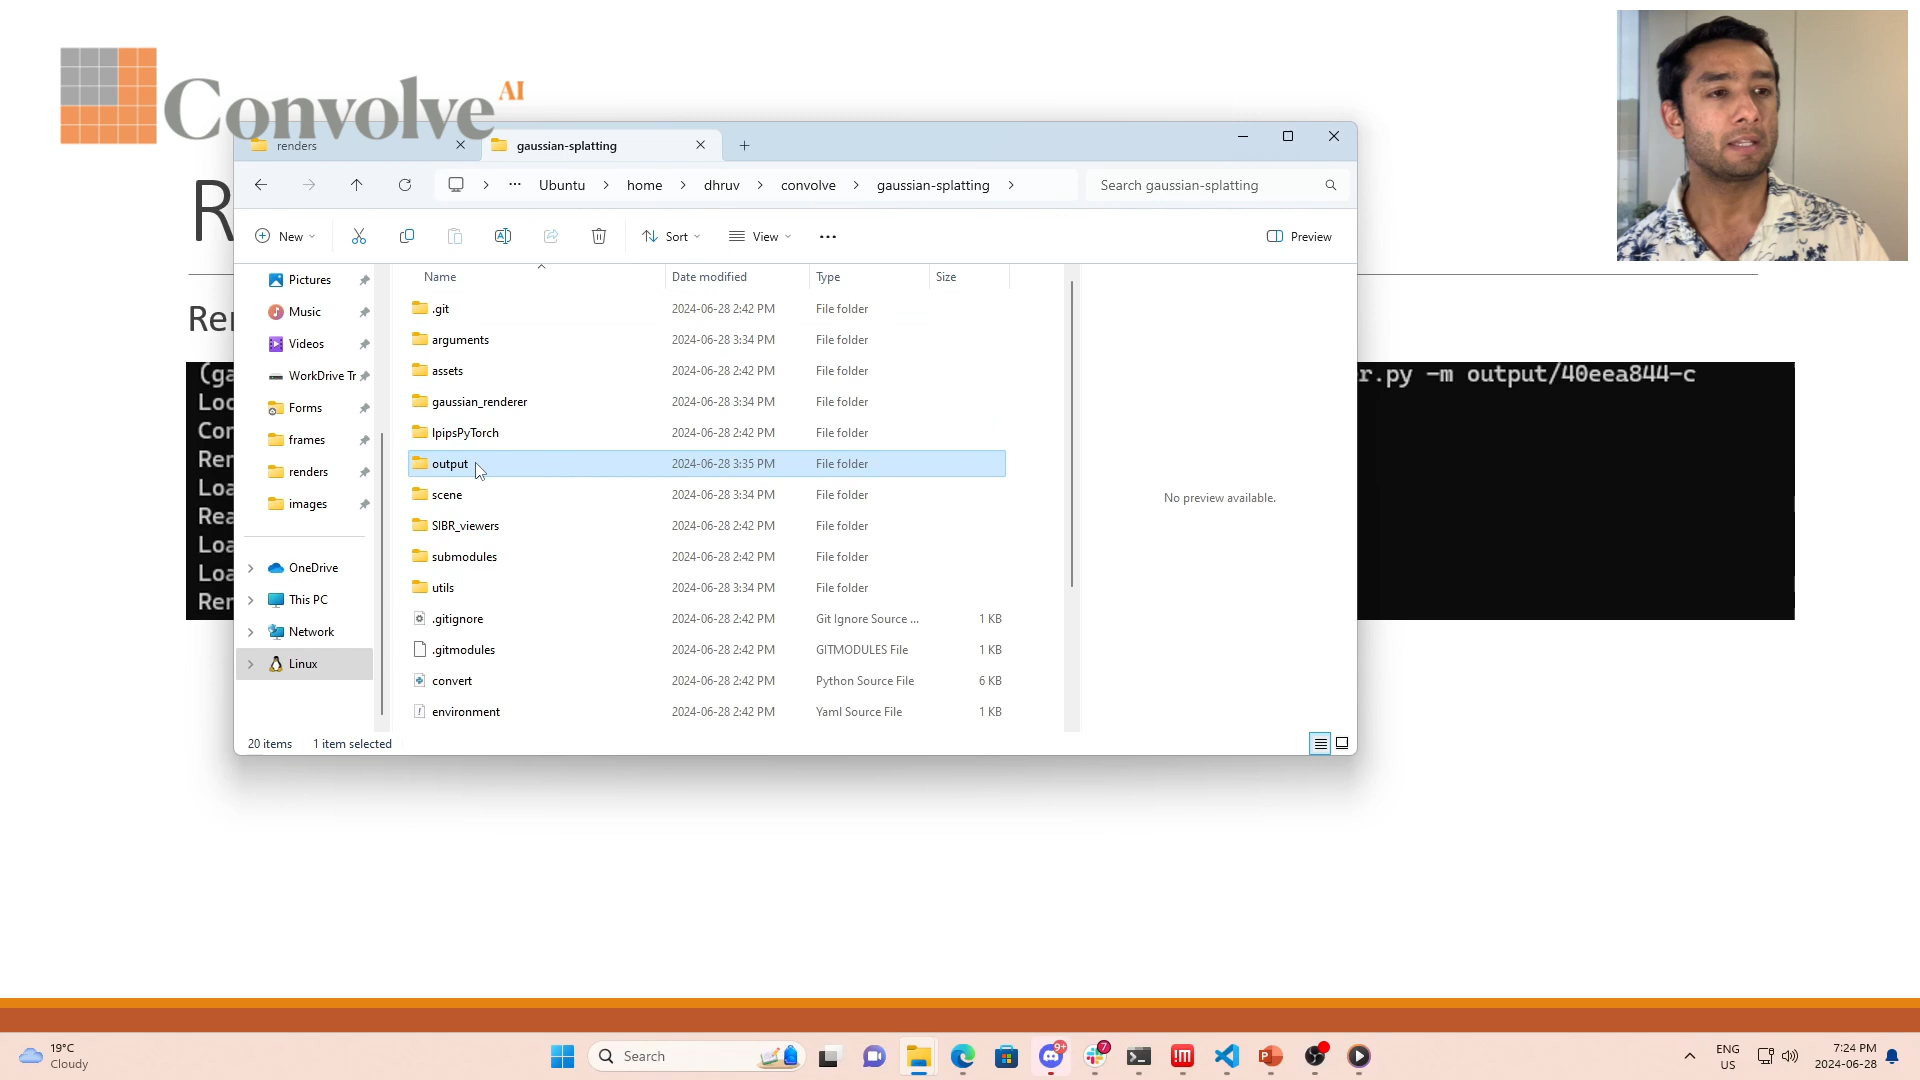 Convolve AI
renders
gaussian-splatting
Ubuntu
home
dhruv
convolve
gaussian-splatting
Search gaussian-splatting
New
Sort
View
Preview
Pictures
Music
Videos
WorkDrive Tr
Forms
frames
renders
images
OneDrive
This PC
Network
Linux
Name Date modified Type Size
.git 2024-06-28 2:42 PM File folder
arguments 2024-06-28 3:34 PM File folder
assets 2024-06-28 2:42 PM File folder
gaussian_renderer 2024-06-28 3:34 PM File folder
lpipsPyTorch 2024-06-28 2:42 PM File folder
output 2024-06-28 3:35 PM File folder
scene 2024-06-28 3:34 PM File folder
SIBR_viewers 2024-06-28 2:42 PM File folder
submodules 2024-06-28 2:42 PM File folder
utils 2024-06-28 3:34 PM File folder
.gitignore 2024-06-28 2:42 PM Git Ignore Source ... 1 KB
.gitmodules 2024-06-28 2:42 PM GITMODULES File 1 KB
convert 2024-06-28 2:42 PM Python Source File 6 KB
environment 2024-06-28 2:42 PM Yaml Source File 1 KB
No preview available.
20 items 1 item selected
R
Ren
(ga
r.py -m output/40eea844-c
Loo
Con
Ren
Loa
Rea
Loa
Loa
Ren
19°C
Cloudy
Search
9+
7
ENG
US
7:24 PM
2024-06-28